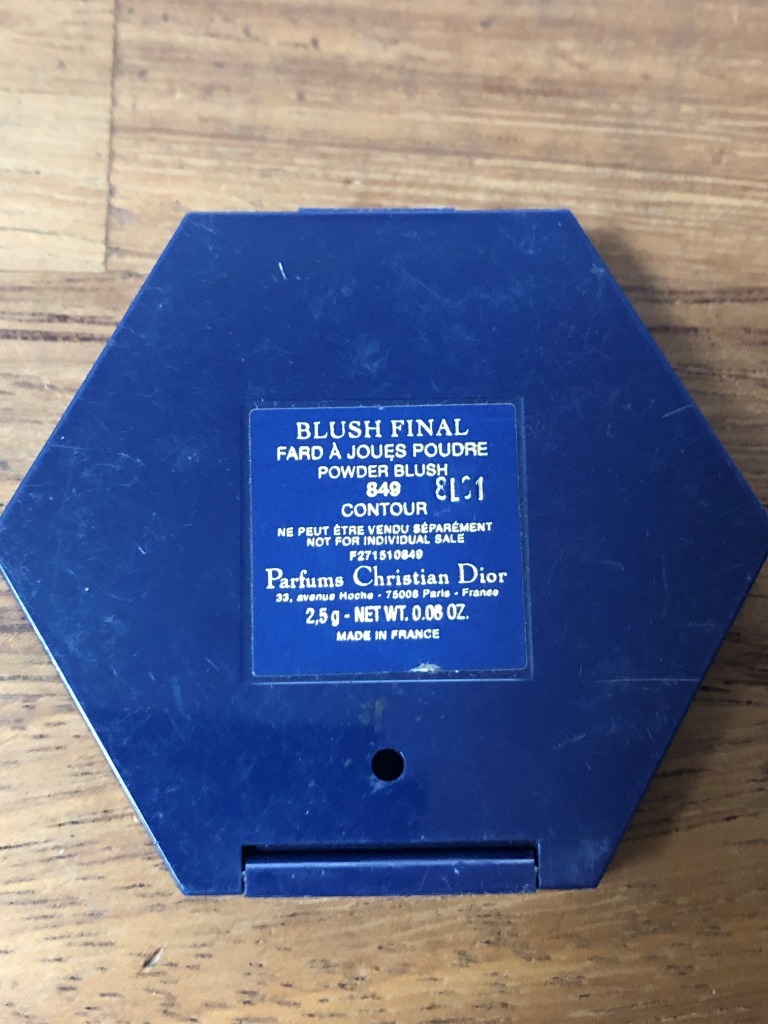 BLUSH FINAL
FARD À JOUES POUDRE
POWDER BLUSH
849
CONTOUR
NE PEUT ÊTRE VENDU SÉPARÉMENT
NOT FOR INDIVIDUAL SALE
F271510849
Parfums Christian Dior
33, avenue Hoche - 75008 Paris - France
2,5 g - NET WT. 0.08 OZ.
MADE IN FRANCE